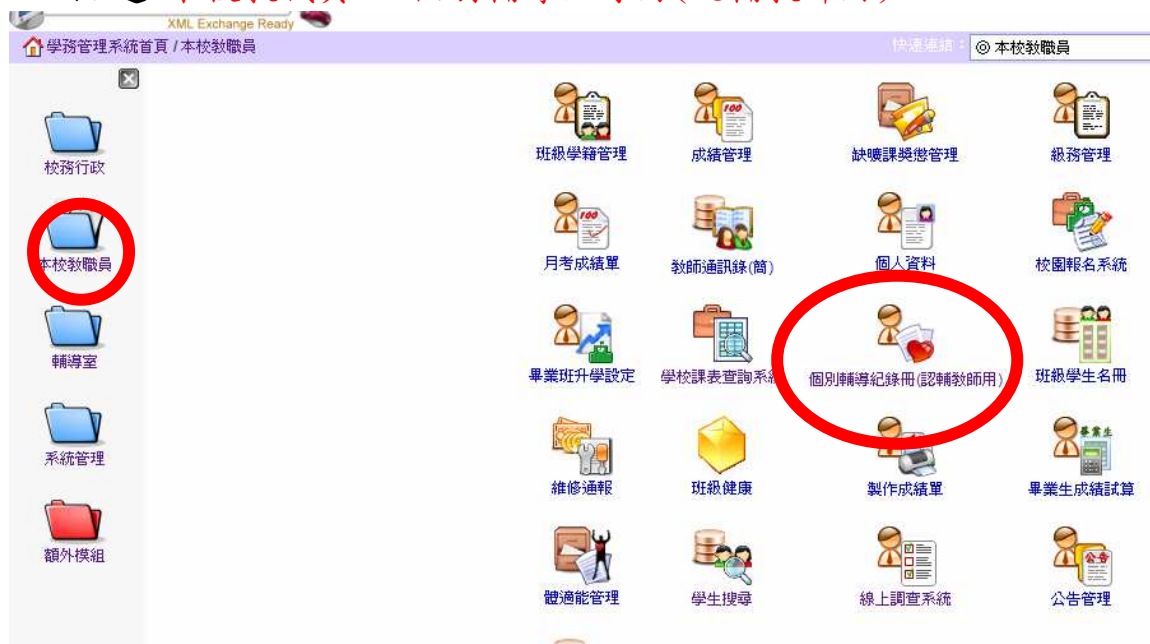 XML Exchange Ready
學務管理系統首頁 / 本校教職員
快速連結：
◎ 本校教職員
校務行政
本校教職員
輔導室
系統管理
額外模組
班級學籍管理
成績管理
缺曠課獎懲管理
級務管理
月考成績單
教師通訊錄(簡)
個人資料
校園報名系統
畢業班升學設定
學校課表查詢系統
個別輔導紀錄冊(認輔教師用)
班級學生名冊
維修通報
班級健康
製作成績單
畢業生成績試算
體適能管理
學生搜尋
線上調查系統
公告管理